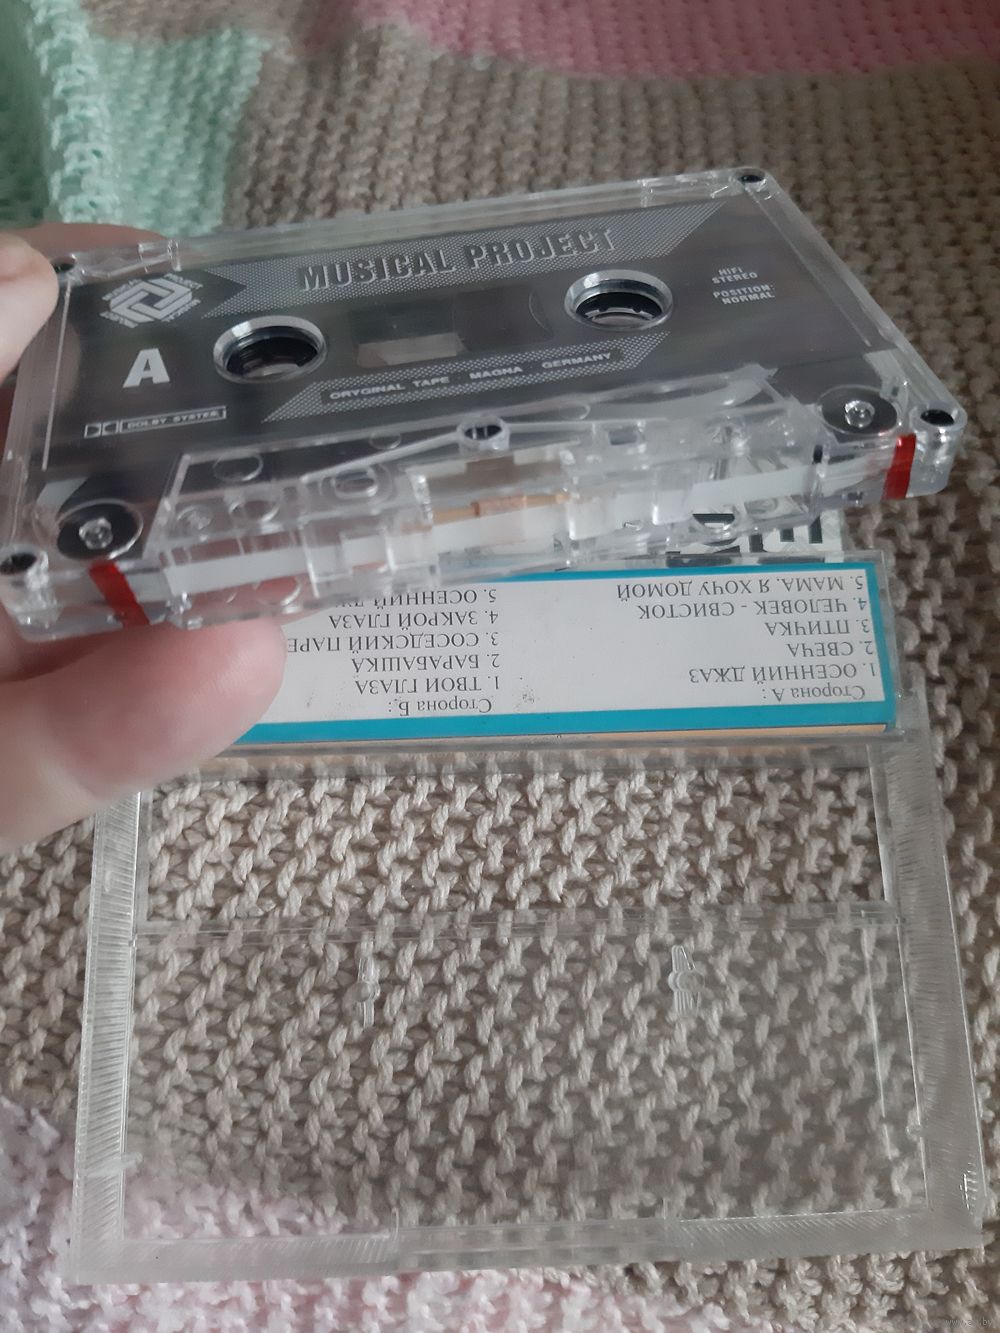 MUSICAL PROJECT
HIFI
STEREO
POSITION:
NORMAL
A
ORYGINAL TAPE MAGNA GERMANY
DOLBY SYSTEM
Сторона А:
1. ОСЕННИЙ ДЖАЗ
2. СВЕЧА
3. ПТИЧКА
4. ЧЕЛОВЕК - СВИСТОК
5. МАМА, Я ХОЧУ ДОМОЙ
Сторона Б:
1. ТВОИ ГЛАЗА
2. БАРАБАШКА
3. СОСЕДСКИЙ ПАРЕ
4. ЗАКРОЙ ГЛАЗА
5. ОСЕННИЙ